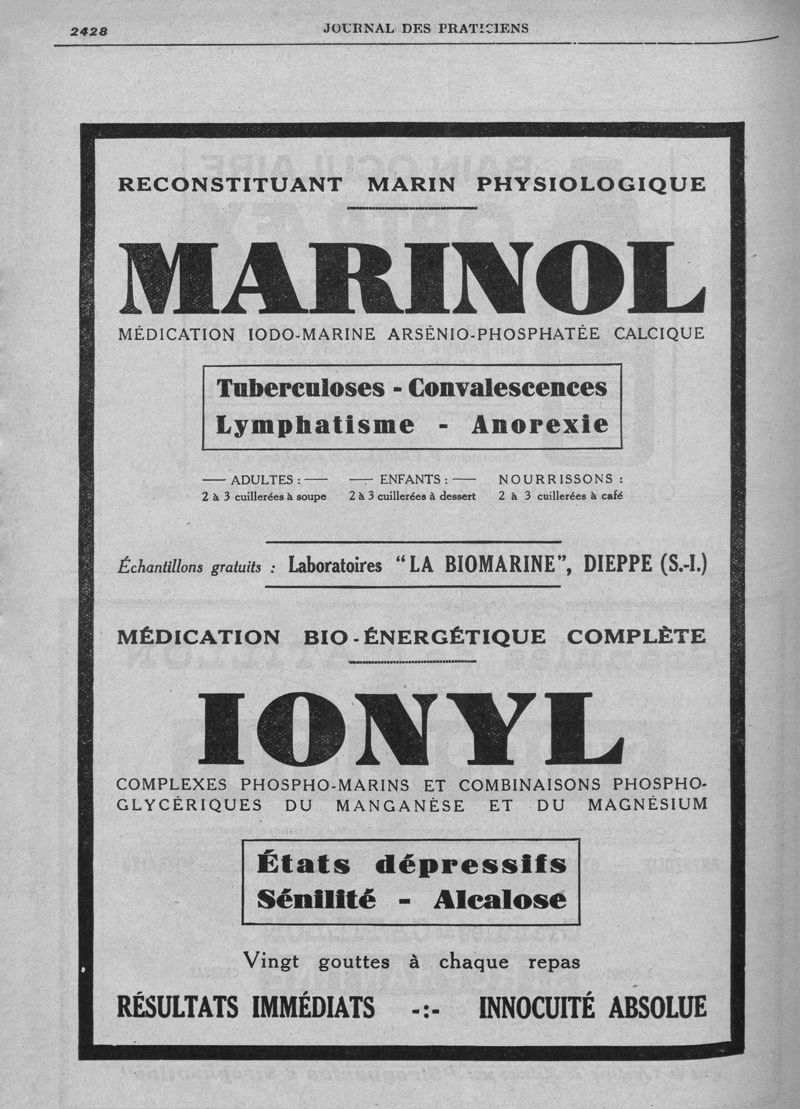 2428
JOURNAL DES PRATICIENS
RECONSTITUANT MARIN PHYSIOLOGIQUE
MARINOL
MÉDICATION IODO-MARINE ARSÉNIO-PHOSPHATÉE CALCIQUE
Tuberculoses - Convalescences
Lymphatisme - Anorexie
— ADULTES : — — ENFANTS : — NOURRISSONS :
2 à 3 cuillerées à soupe 2 à 3 cuillerées à dessert 2 à 3 cuillerées à café
Échantillons gratuits : Laboratoires “LA BIOMARINE”, DIEPPE (S.-I.)
MÉDICATION BIO-ÉNERGÉTIQUE COMPLÈTE
IONYL
COMPLEXES PHOSPHO-MARINS ET COMBINAISONS PHOSPHO-
GLYCÉRIQUES DU MANGANÈSE ET DU MAGNÉSIUM
États dépressifs
Sénilité - Alcalose
Vingt gouttes à chaque repas
RÉSULTATS IMMÉDIATS -:- INNOCUITÉ ABSOLUE